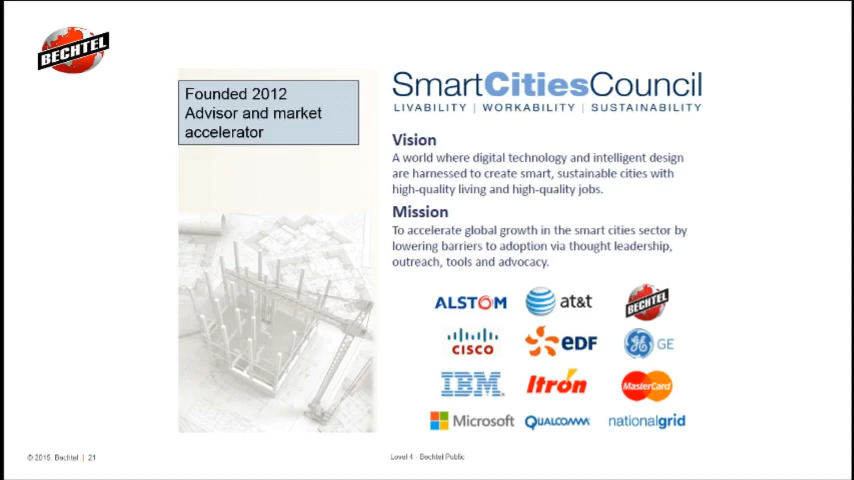 BECHTEL
Founded 2012
Advisor and market
accelerator
SmartCitiesCouncil
LIVABILITY | WORKABILITY | SUSTAINABILITY
Vision
A world where digital technology and intelligent design
are harnessed to create smart, sustainable cities with
high-quality living and high-quality jobs.
Mission
To accelerate global growth in the smart cities sector by
lowering barriers to adoption via thought leadership,
outreach, tools and advocacy.
ALSTOM at&t BECHTEL
CISCO EDF GE
IBM. Itrón MasterCard
Microsoft QUALCOMM nationalgrid
© 2015 Bechtel | 21
Level 4 - Bechtel Public